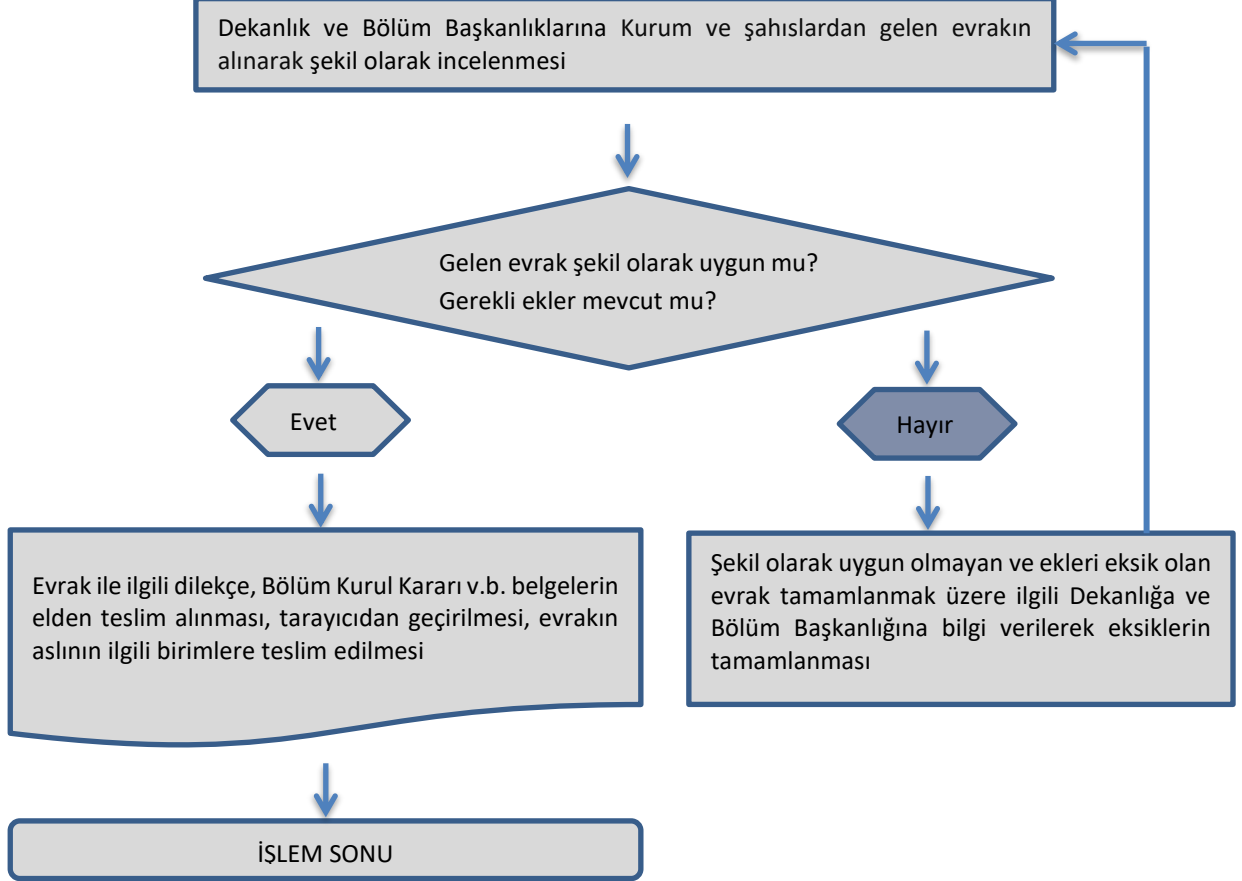 Dekanlık ve Bölüm Başkanlıklarına Kurum ve şahıslardan gelen evrakın
alınarak şekil olarak incelenmesi
Gelen evrak şekil olarak uygun mu?
Gerekli ekler mevcut mu?
Evet
Hayır
Evrak ile ilgili dilekçe, Bölüm Kurul Kararı v.b. belgelerin
elden teslim alınması, tarayıcıdan geçirilmesi, evrakın
aslının ilgili birimlere teslim edilmesi
Şekil olarak uygun olmayan ve ekleri eksik olan
evrak tamamlanmak üzere ilgili Dekanlığa ve
Bölüm Başkanlığına bilgi verilerek eksiklerin
tamamlanması
İŞLEM SONU